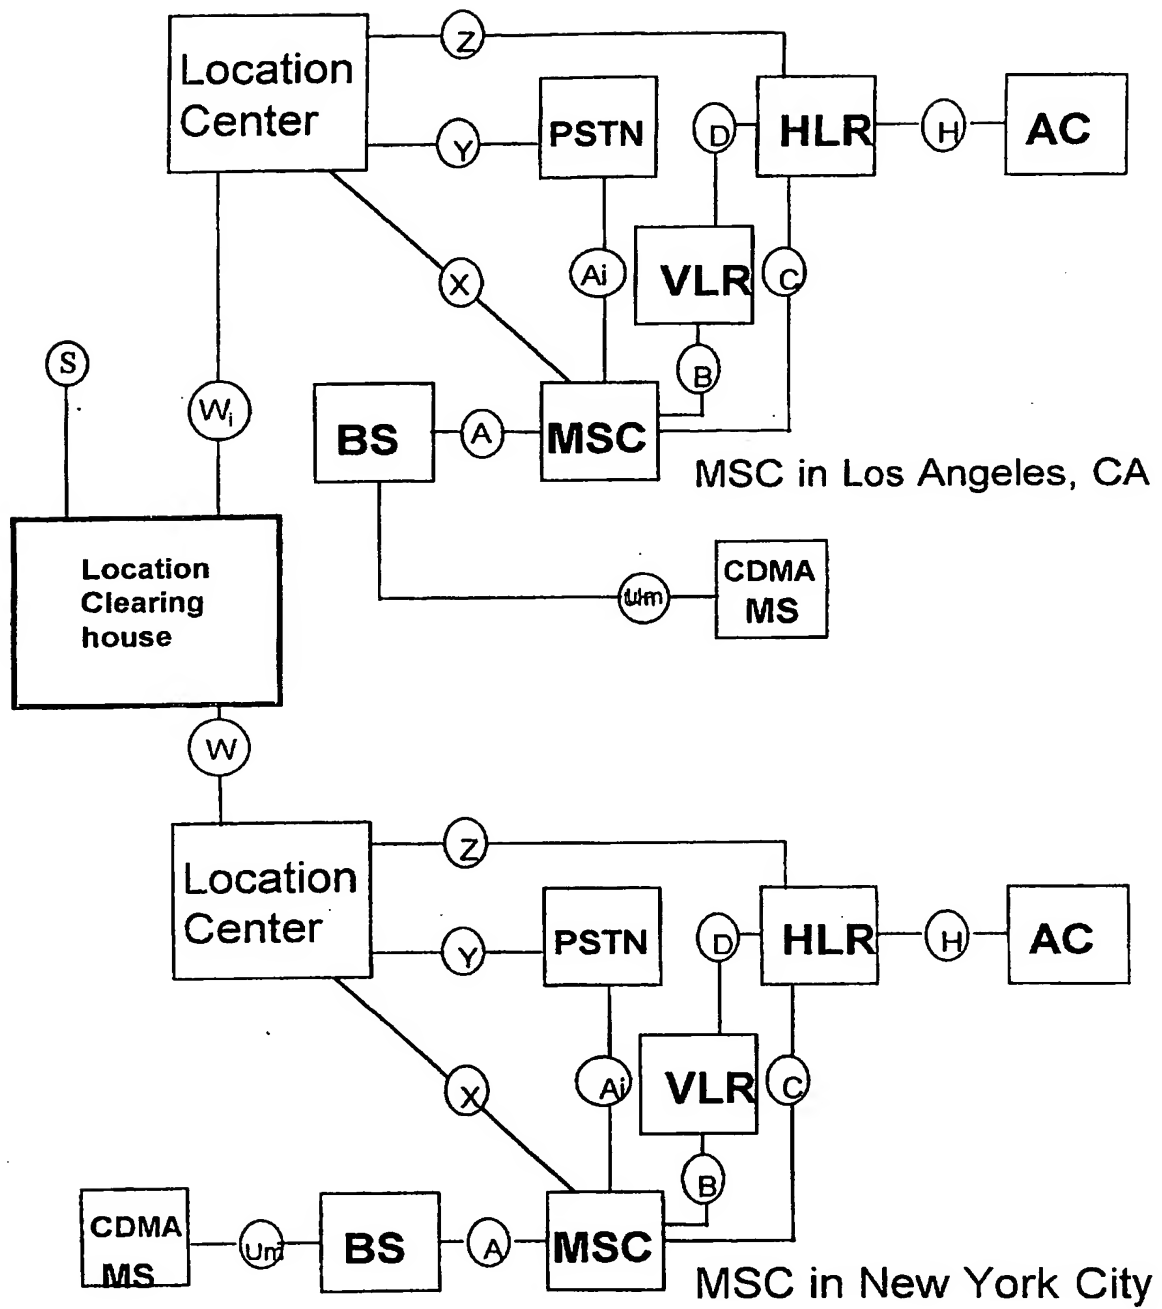 Z
Location
Center
PSTN
D
HLR
H
AC
Y
VLR
Ai
C
X
S
B
Wi
BS
A
MSC
MSC in Los Angeles, CA
Location
Clearing
house
CDMA
MS
Um
W
Z
Location
Center
PSTN
D
HLR
H
AC
Y
VLR
Ai
C
X
B
CDMA
MS
Um
BS
A
MSC
MSC in New York City